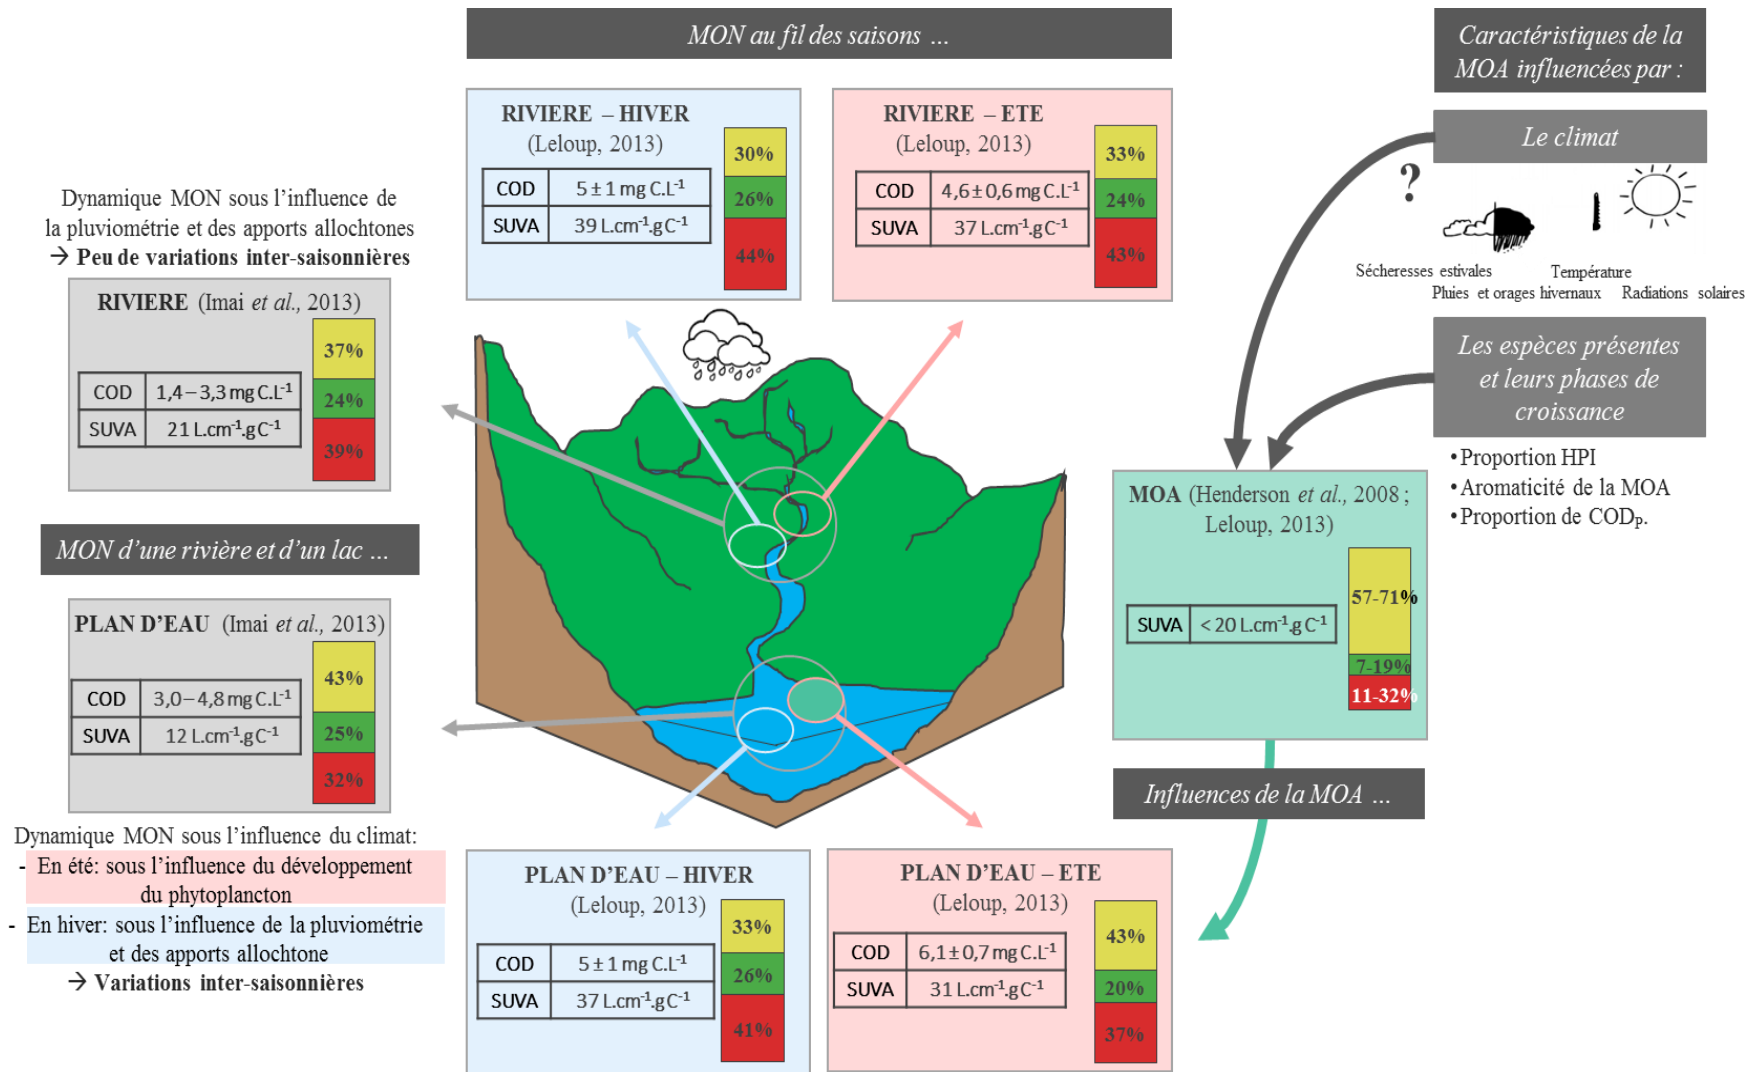 MON au fil des saisons ...
RIVIERE – HIVER
(Leloup, 2013)
COD 5 ± 1 mg C.L⁻¹
SUVA 39 L.cm⁻¹.g C⁻¹
30%
26%
44%
RIVIERE – ETE
(Leloup, 2013)
COD 4,6 ± 0,6 mg C.L⁻¹
SUVA 37 L.cm⁻¹.g C⁻¹
33%
24%
43%
Dynamique MON sous l’influence de
la pluviométrie et des apports allochtones
→ Peu de variations inter-saisonnières
RIVIERE (Imai et al., 2013)
COD 1,4 – 3,3 mg C.L⁻¹
SUVA 21 L.cm⁻¹.g C⁻¹
37%
24%
39%
MON d’une rivière et d’un lac ...
PLAN D’EAU (Imai et al., 2013)
COD 3,0 – 4,8 mg C.L⁻¹
SUVA 12 L.cm⁻¹.g C⁻¹
43%
25%
32%
Dynamique MON sous l’influence du climat:
- En été: sous l’influence du développement
du phytoplancton
- En hiver: sous l’influence de la pluviométrie
et des apports allochtone
→ Variations inter-saisonnières
PLAN D’EAU – HIVER
(Leloup, 2013)
COD 5 ± 1 mg C.L⁻¹
SUVA 37 L.cm⁻¹.g C⁻¹
33%
26%
41%
PLAN D’EAU – ETE
(Leloup, 2013)
COD 6,1 ± 0,7 mg C.L⁻¹
SUVA 31 L.cm⁻¹.g C⁻¹
43%
20%
37%
Caractéristiques de la
MOA influencées par :
Le climat
?
Sécheresses estivales Température
Pluies et orages hivernaux Radiations solaires
Les espèces présentes
et leurs phases de
croissance
•Proportion HPI
•Aromaticité de la MOA
•Proportion de CODₚ.
MOA (Henderson et al., 2008 ;
Leloup, 2013)
SUVA < 20 L.cm⁻¹.g C⁻¹
57-71%
7-19%
11-32%
Influences de la MOA ...